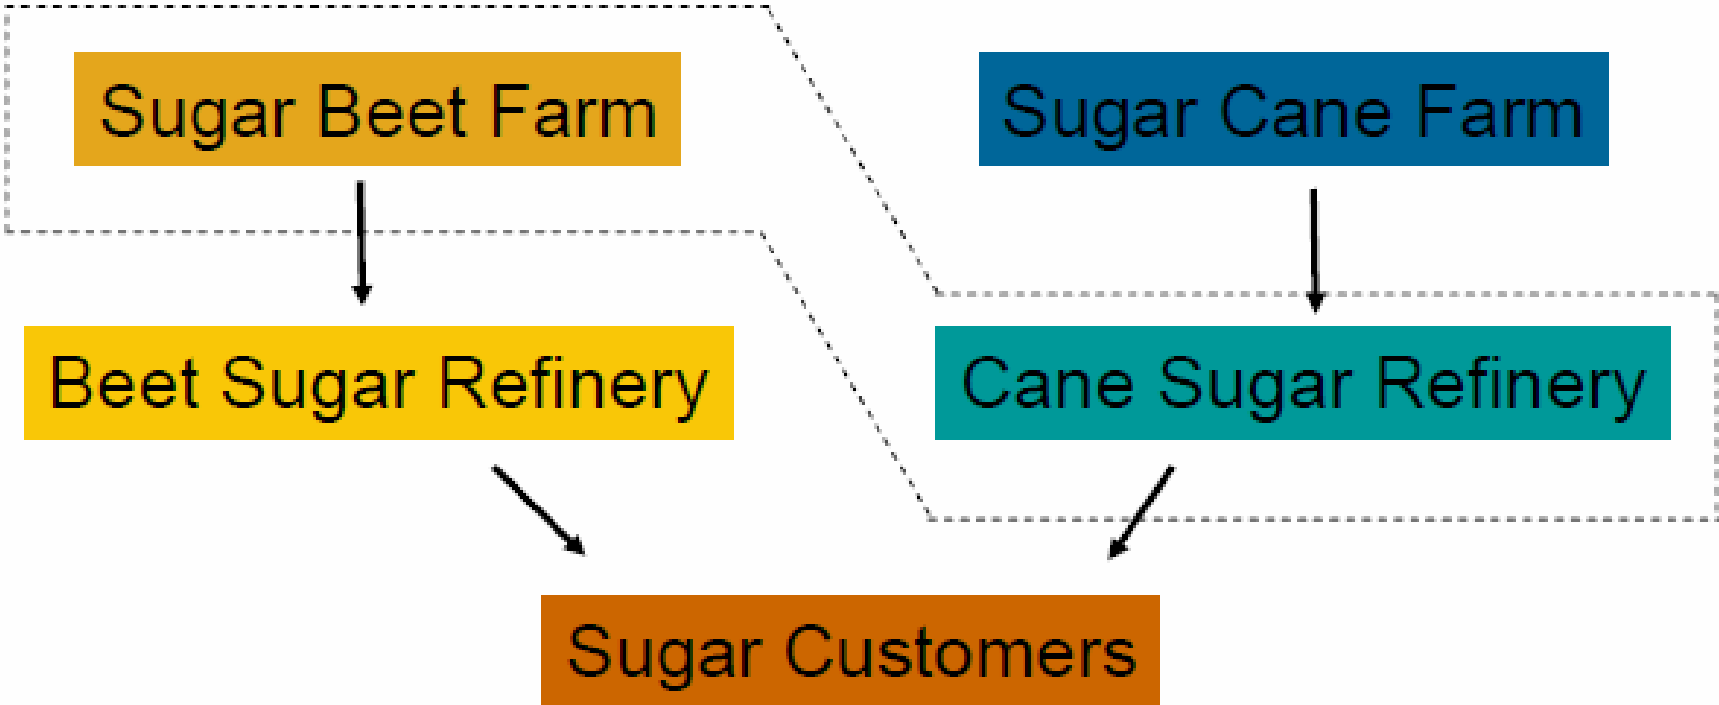 Sugar Beet Farm
Sugar Cane Farm
Beet Sugar Refinery
Cane Sugar Refinery
Sugar Customers